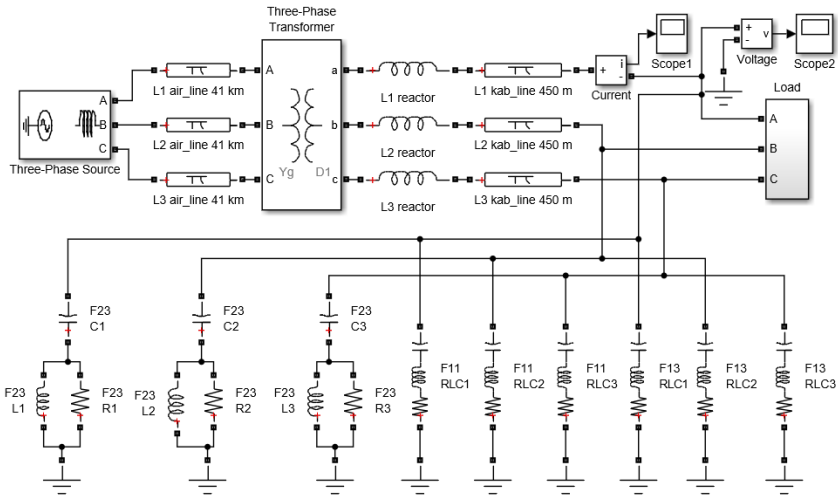 Three-Phase
Transformer
Scope1
Voltage
Scope2
Current
Load
A
B
C
Three-Phase Source
L1 air_line 41 km
L2 air_line 41 km
L3 air_line 41 km
A
B
C
a
b
c
Yg
D1
L1 reactor
L2 reactor
L3 reactor
L1 kab_line 450 m
L2 kab_line 450 m
L3 kab_line 450 m
+
i
-
+
-
v
A
B
C
F23
C1
F23
C2
F23
C3
F23
L1
F23
R1
F23
L2
F23
R2
F23
L3
F23
R3
F11
RLC1
F11
RLC2
F11
RLC3
F13
RLC1
F13
RLC2
F13
RLC3